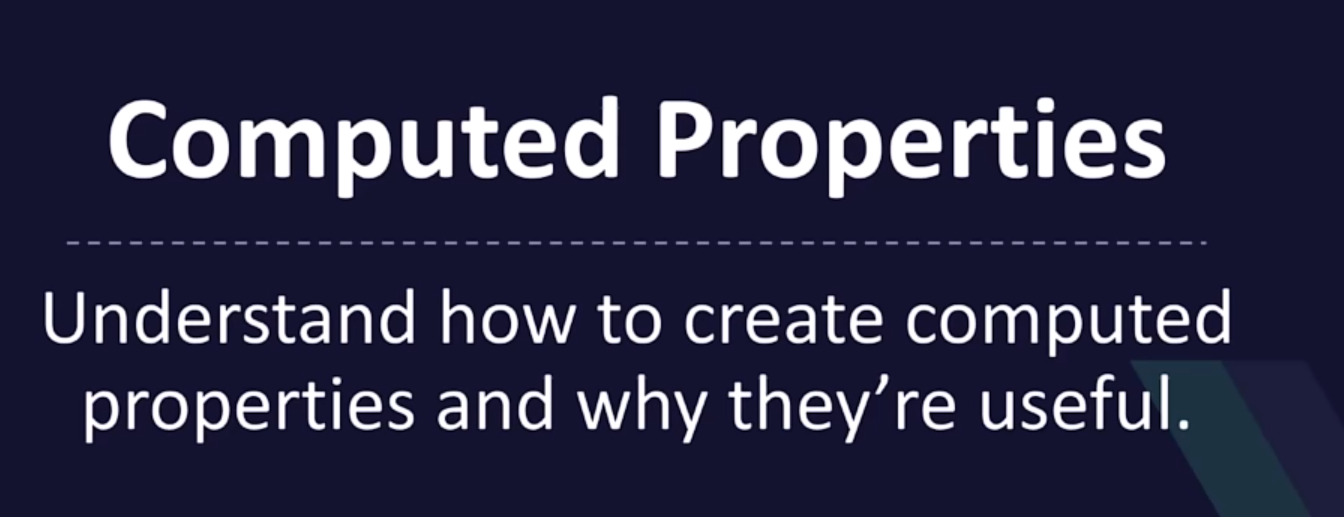 Computed Properties
Understand how to create computed
properties and why they’re useful.